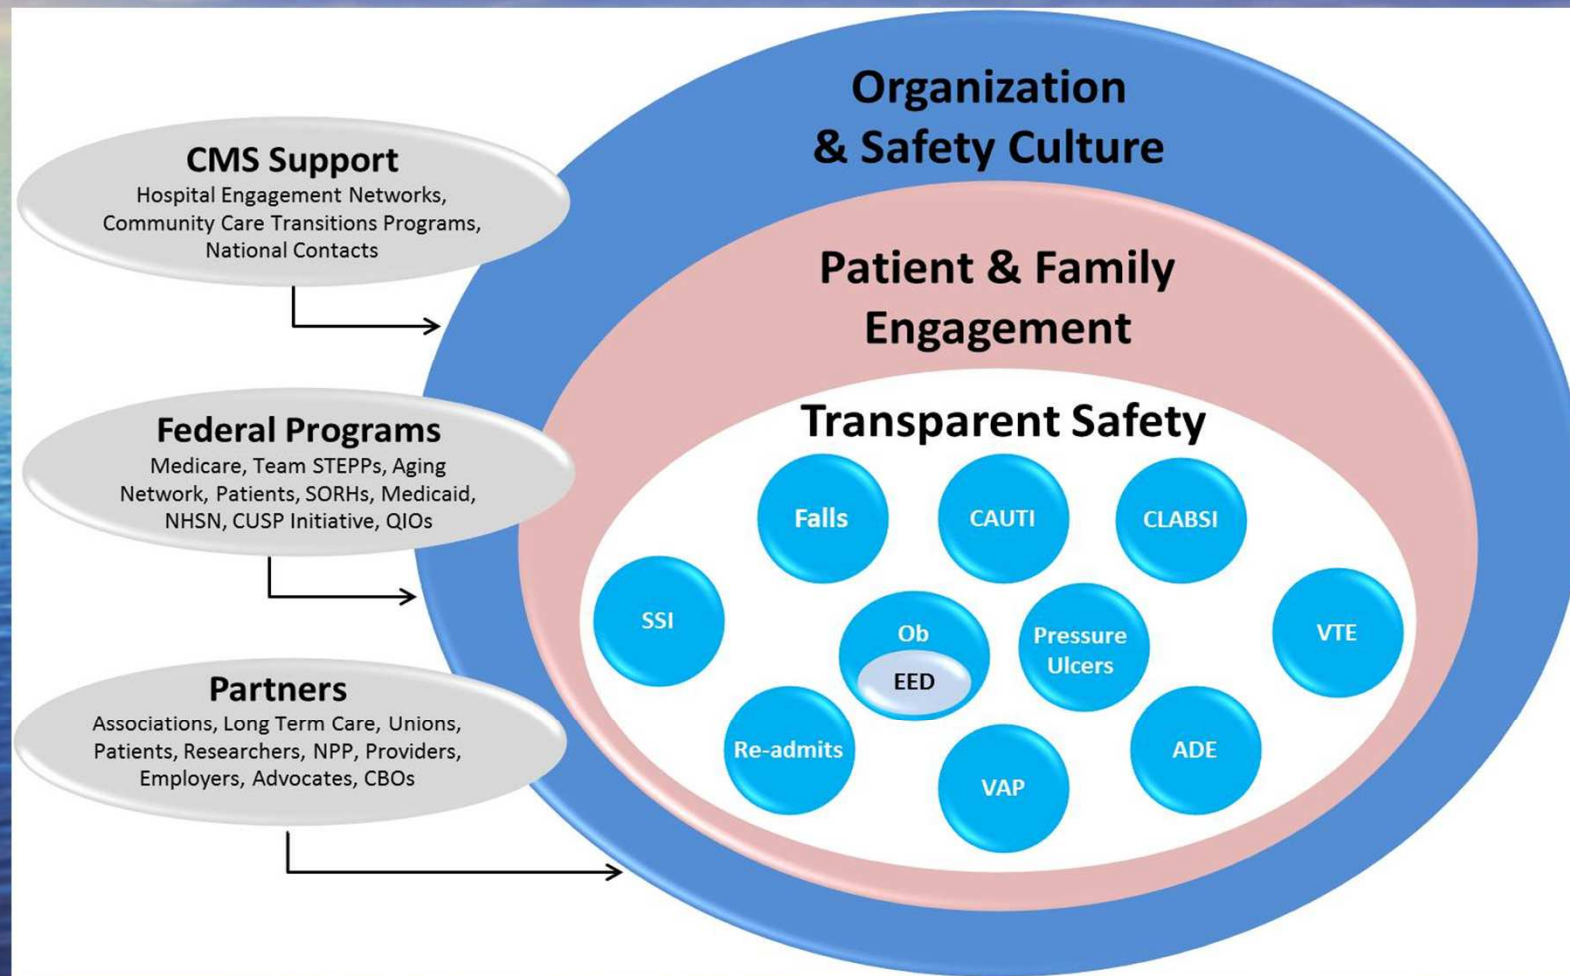 CMS Support
Hospital Engagement Networks,
Community Care Transitions Programs,
National Contacts
Federal Programs
Medicare, Team STEPPs, Aging
Network, Patients, SORHs, Medicaid,
NHSN, CUSP Initiative, QIOs
Partners
Associations, Long Term Care, Unions,
Patients, Researchers, NPP, Providers,
Employers, Advocates, CBOs
Organization
& Safety Culture
Patient & Family
Engagement
Transparent Safety
Falls
CAUTI
CLABSI
SSI
Ob
EED
Pressure
Ulcers
VTE
Re-admits
VAP
ADE